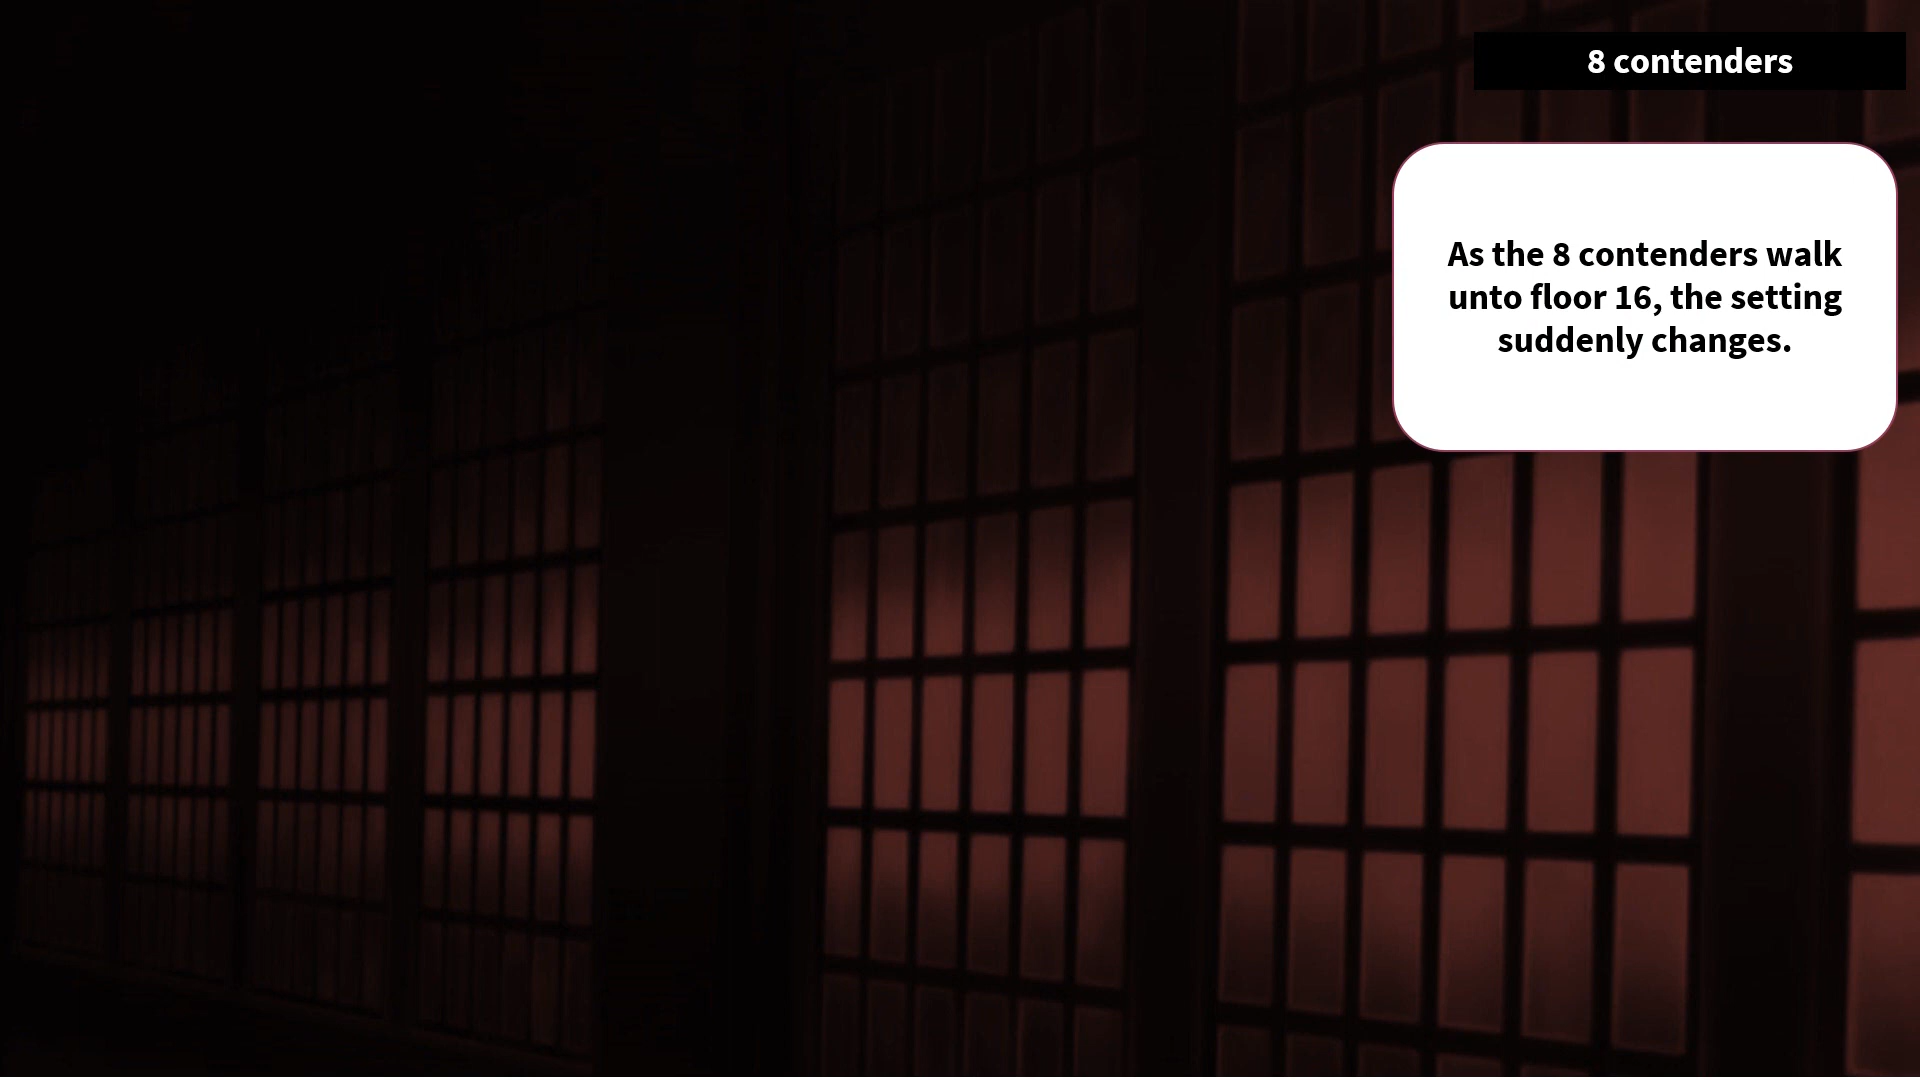 8 contenders
As the 8 contenders walk
unto floor 16, the setting
suddenly changes.